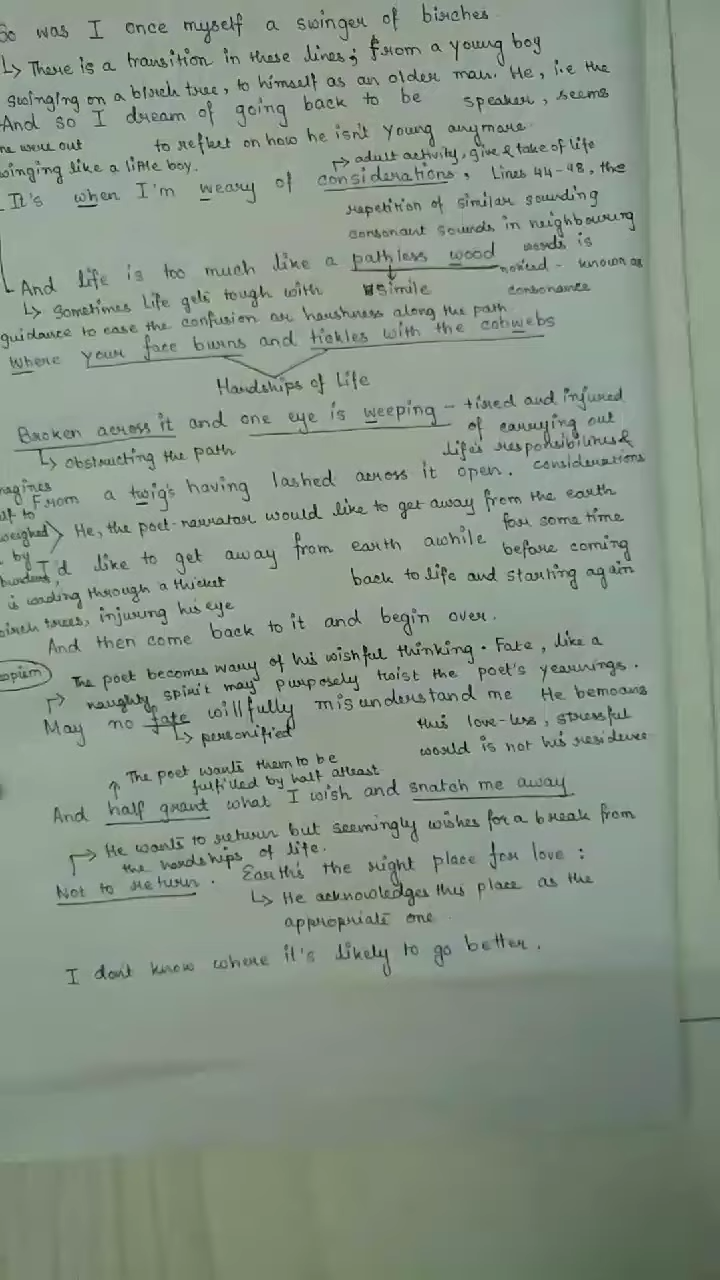 So was I once myself a swinger of birches
↳ There is a transition in these lines; from a young boy
swinging on a birch tree, to himself as an older man. He, i.e the
And so I dream of going back to be speaker, seems
were out to reflect on how he isn't young anymore
winging like a little boy.
→ adult activity, give & take of life
It's when I'm weary of considerations, Lines 44-48, the
repetition of similar sounding
consonant sounds in neighbouring
And life is too much like a pathless wood words is
↳ Sometimes life gets tough with simile noticed - known as
consonance
guidance to ease the confusion or harshness along the path
Where your face burns and tickles with the cobwebs
Hardships of life
Broken across it and one eye is weeping - tired and injured
↳ obstructing the path of carrying out
life's responsibilities &
considerations
magines
From a twig's having lashed across it open.
weighed
by
He, the poet-narrator would like to get away from the earth
for some time
I'd like to get away from earth awhile before coming
is wading through a thicket back to life and starting again
birch trees, injuring his eye
And then come back to it and begin over.
The poet becomes wary of his wishful thinking. Fate, like a
naughty spirit may purposely twist the poet's yearnings.
May no fate willfully misunderstand me He bemoans
↳ personified this love-less, stressful
world is not his residence
↑ The poet wants them to be
fulfilled by half atleast
And half grant what I wish and snatch me away
→ He wants to return but seemingly wishes for a break from
the hardships of life.
Not to return. Earth's the right place for love:
↳ He acknowledges this place as the
appropriate one
I dont know where it's likely to go better.